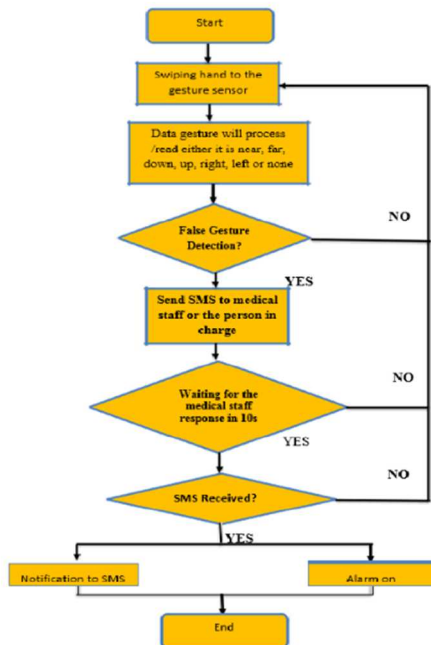 Start
Swiping hand to the
gesture sensor
Data gesture will process
/read either it is near, far,
down, up, right, left or none
NO
False Gesture
Detection?
YES
Send SMS to medical
staff or the person in
charge
NO
Waiting for the
medical staff
response in 10s
YES
NO
SMS Received?
YES
Notification to SMS
Alarm on
End